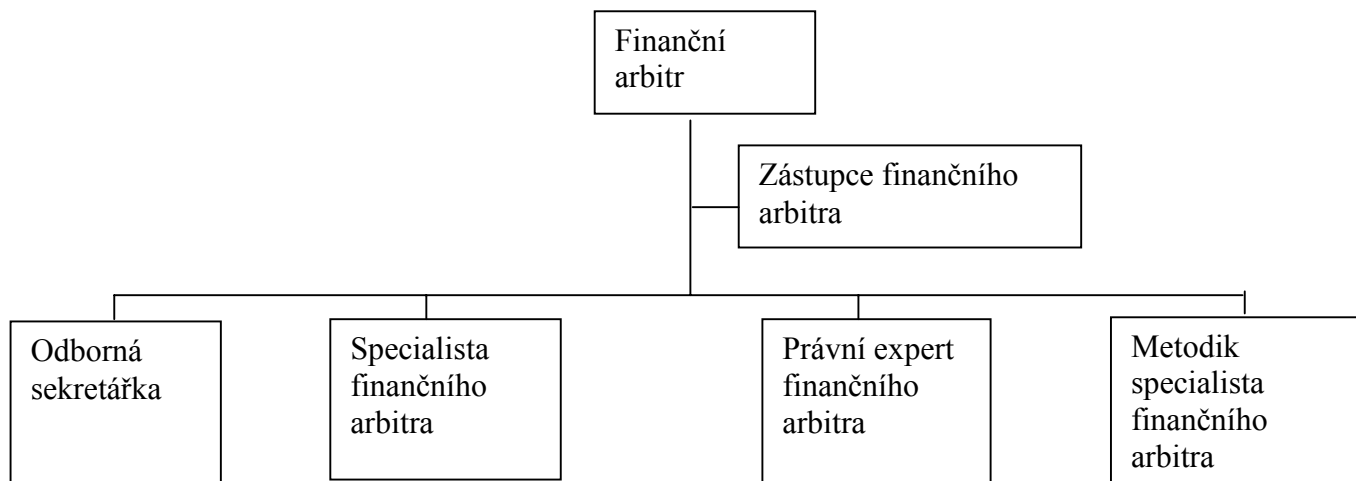 Finanční
arbitr
Zástupce finančního
arbitra
Odborná
sekretářka
Specialista
finančního
arbitra
Právní expert
finančního
arbitra
Metodik
specialista
finančního
arbitra